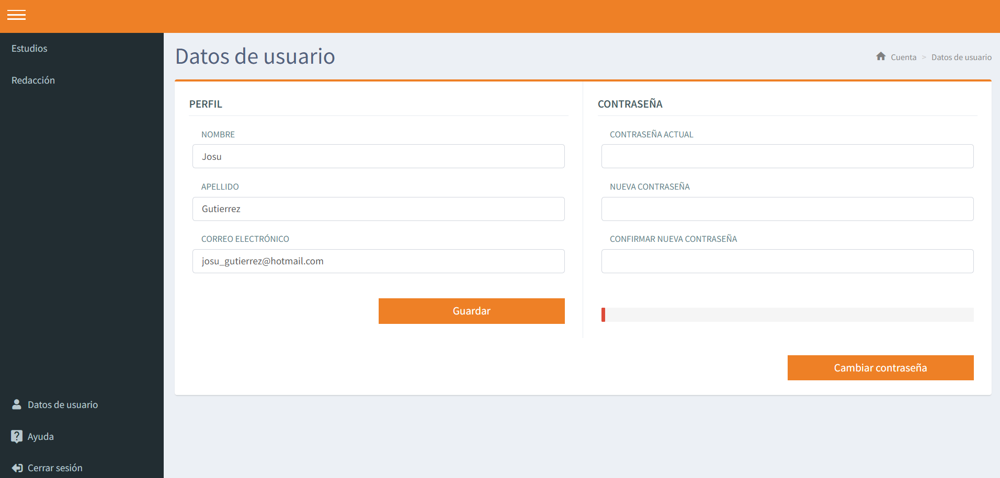 Estudios
Redacción
Datos de usuario
Ayuda
Cerrar sesión
Datos de usuario
Cuenta > Datos de usuario
PERFIL
NOMBRE
Josu
APELLIDO
Gutierrez
CORREO ELECTRÓNICO
josu_gutierrez@hotmail.com
Guardar
CONTRASEÑA
CONTRASEÑA ACTUAL
NUEVA CONTRASEÑA
CONFIRMAR NUEVA CONTRASEÑA
Cambiar contraseña